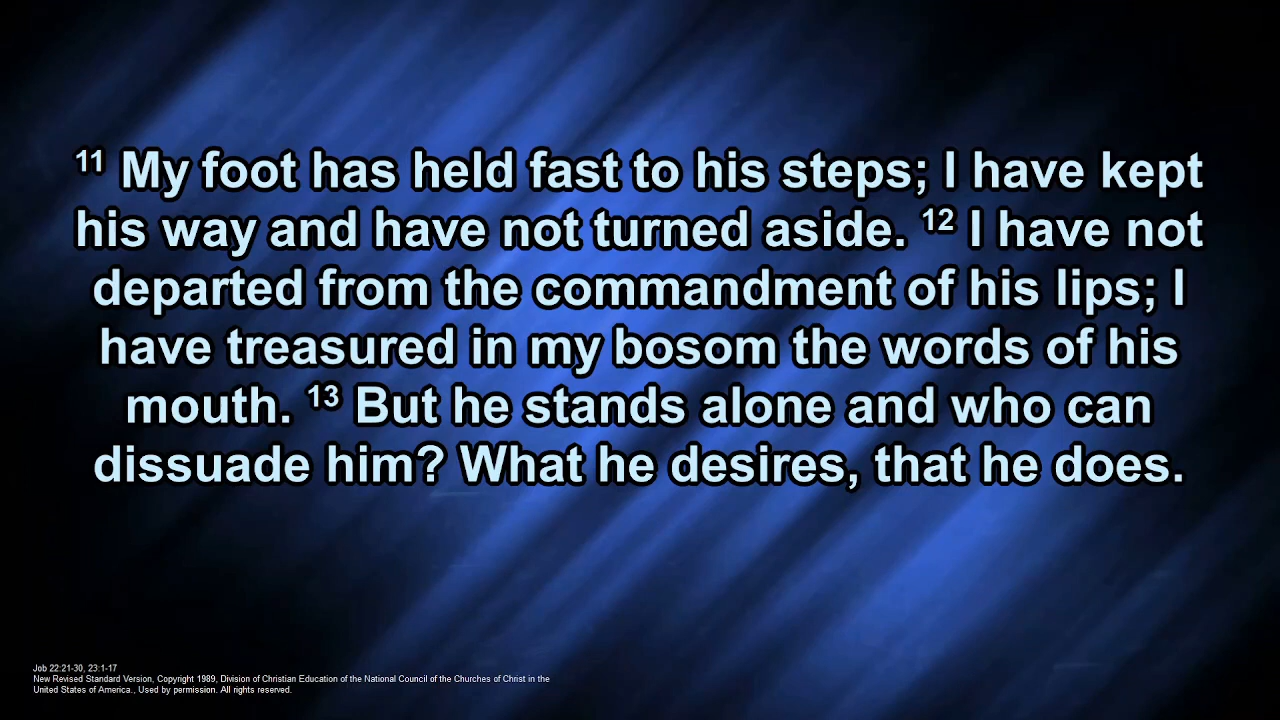 11 My foot has held fast to his steps; I have kept
his way and have not turned aside. 12 I have not
departed from the commandment of his lips; I
have treasured in my bosom the words of his
mouth. 13 But he stands alone and who can
dissuade him? What he desires, that he does.
Job 22:21-30, 23:1-17
New Revised Standard Version, Copyright 1989, Division of Christian Education of the National Council of the Churches of Christ in the
United States of America., Used by permission. All rights reserved.